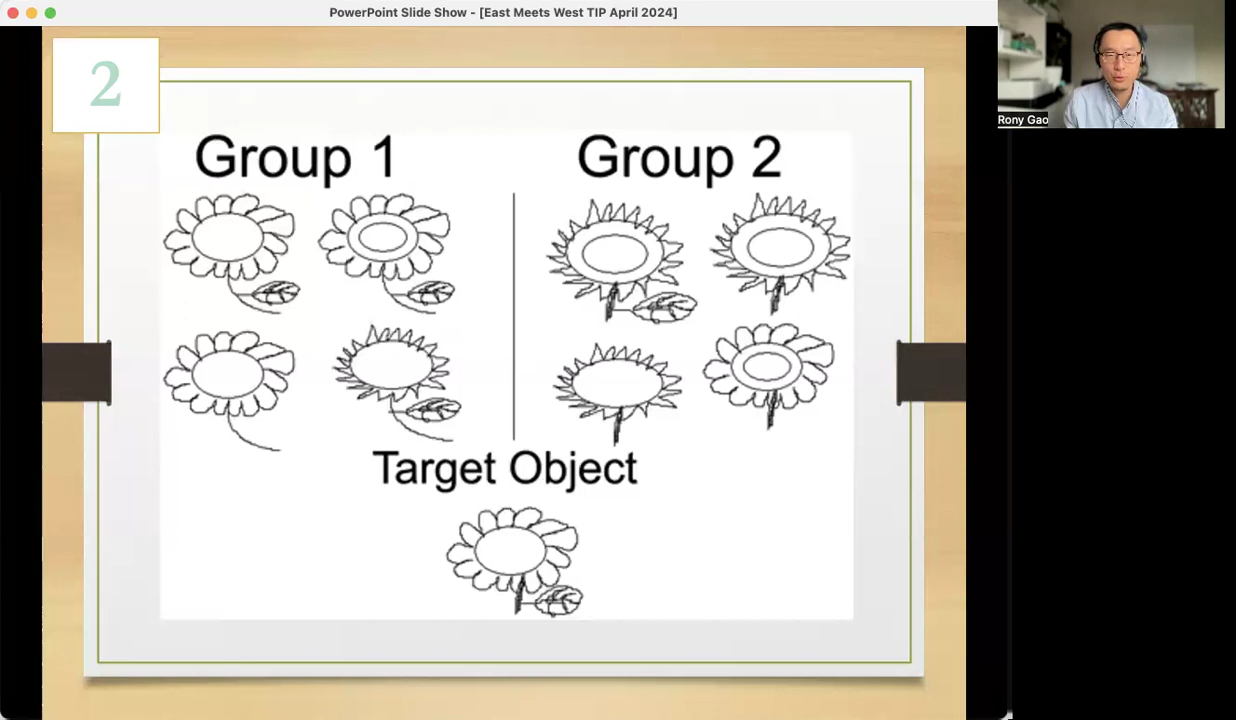 PowerPoint Slide Show - [East Meets West TIP April 2024]
2
Group 1
Group 2
Target Object
Rony Gao